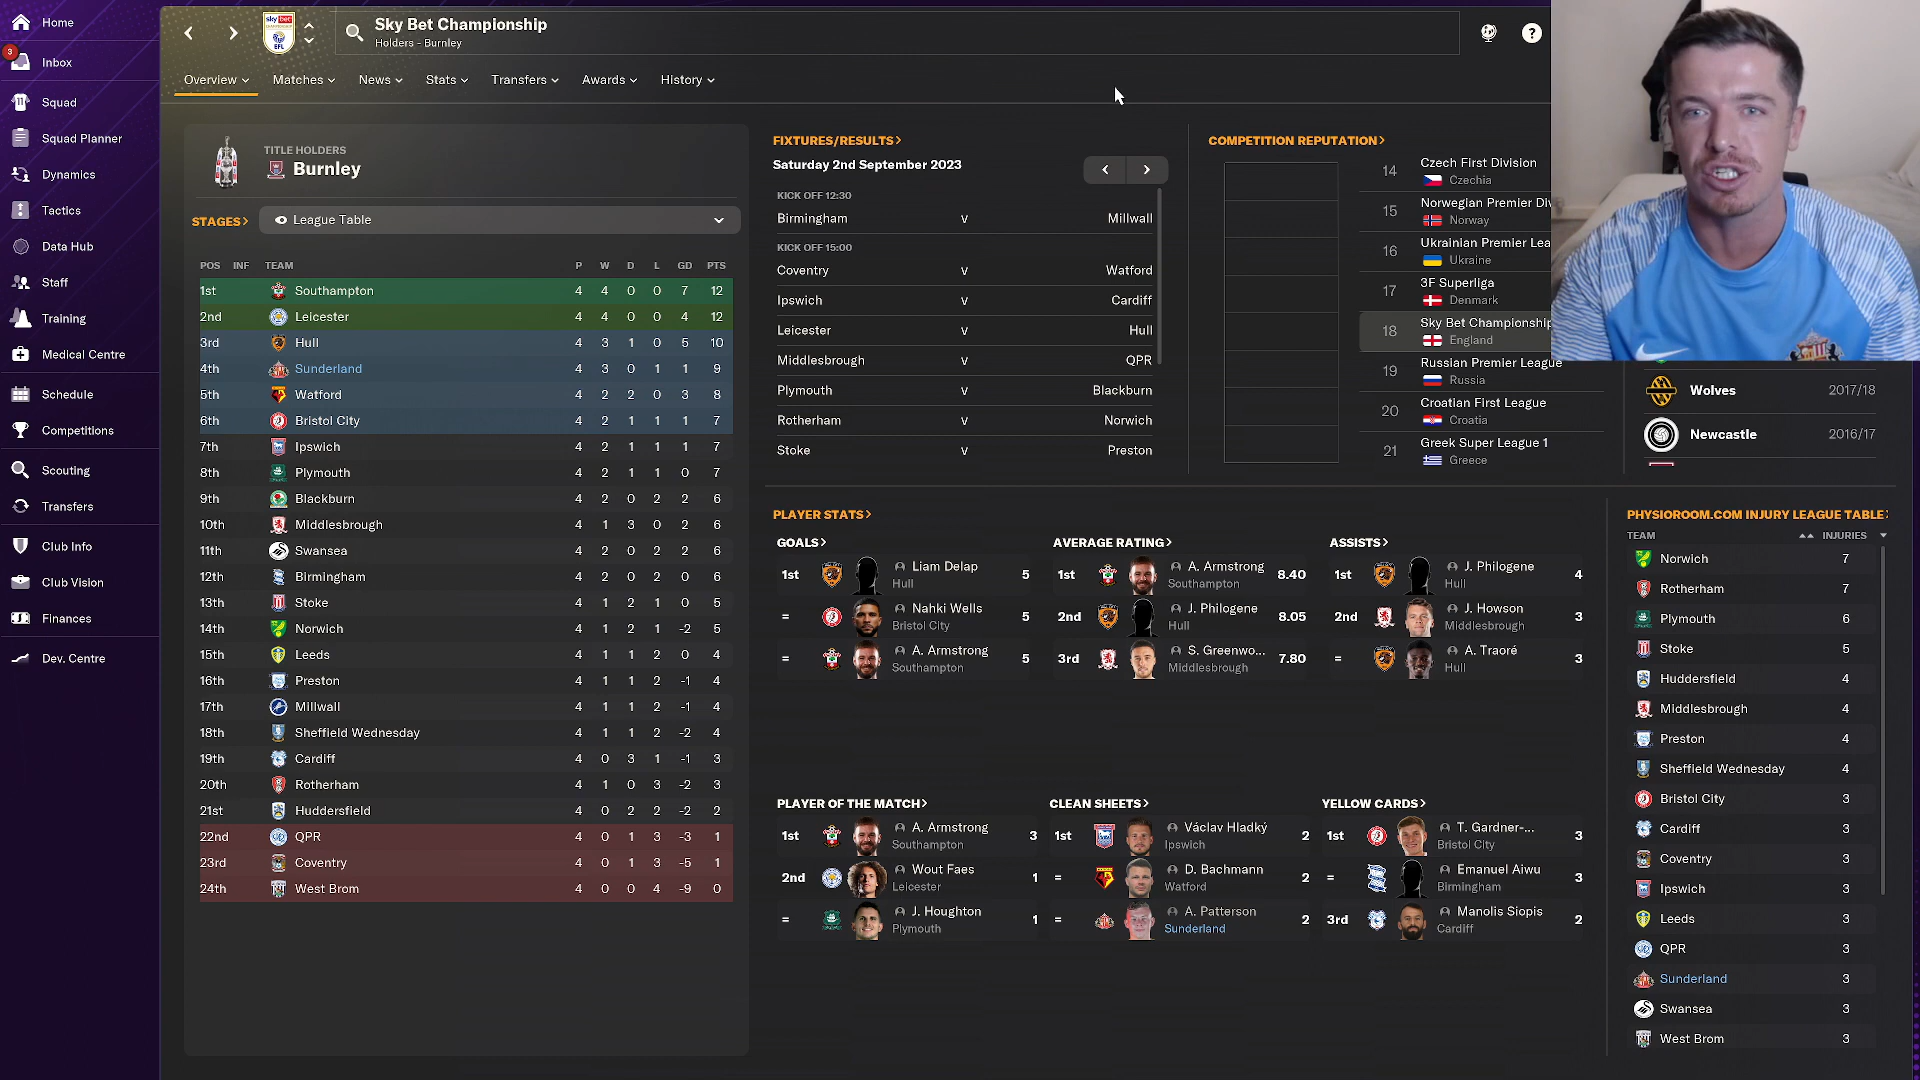 Home
3
Inbox
Squad
Squad Planner
Dynamics
Tactics
Data Hub
Staff
Training
Medical Centre
Schedule
Competitions
Scouting
Transfers
Club Info
Club Vision
Finances
Dev. Centre
Sky Bet Championship
Holders - Burnley
?
Overview Matches News Stats Transfers Awards History
TITLE HOLDERS
Burnley
STAGES> League Table
POS INF TEAM P W D L GD PTS
1st Southampton 4 4 0 0 7 12
2nd Leicester 4 4 0 0 4 12
3rd Hull 4 3 1 0 5 10
4th Sunderland 4 3 0 1 1 9
5th Watford 4 2 2 0 3 8
6th Bristol City 4 2 1 1 1 7
7th Ipswich 4 2 1 1 1 7
8th Plymouth 4 2 1 1 0 7
9th Blackburn 4 2 0 2 2 6
10th Middlesbrough 4 1 3 0 2 6
11th Swansea 4 2 0 2 2 6
12th Birmingham 4 2 0 2 0 6
13th Stoke 4 1 2 1 0 5
14th Norwich 4 1 2 1 -2 5
15th Leeds 4 1 1 2 0 4
16th Preston 4 1 1 2 -1 4
17th Millwall 4 1 1 2 -1 4
18th Sheffield Wednesday 4 1 1 2 -2 4
19th Cardiff 4 0 3 1 -1 3
20th Rotherham 4 1 0 3 -2 3
21st Huddersfield 4 0 2 2 -2 2
22nd QPR 4 0 1 3 -3 1
23rd Coventry 4 0 1 3 -5 1
24th West Brom 4 0 0 4 -9 0
FIXTURES/RESULTS>
Saturday 2nd September 2023
KICK OFF 12:30
Birmingham v Millwall
KICK OFF 15:00
Coventry v Watford
Ipswich v Cardiff
Leicester v Hull
Middlesbrough v QPR
Plymouth v Blackburn
Rotherham v Norwich
Stoke v Preston
COMPETITION REPUTATION>
14 Czech First Division
Czechia
15 Norwegian Premier Div
Norway
16 Ukrainian Premier Lea
Ukraine
17 3F Superliga
Denmark
18 Sky Bet Championship
England
19 Russian Premier League
Russia
20 Croatian First League
Croatia
21 Greek Super League 1
Greece
Wolves 2017/18
Newcastle 2016/17
PLAYER STATS>
GOALS>
1st Liam Delap 5
Hull
= Nahki Wells 5
Bristol City
= A. Armstrong 5
Southampton
AVERAGE RATING>
1st A. Armstrong 8.40
Southampton
2nd J. Philogene 8.05
Hull
3rd S. Greenwo... 7.80
Middlesbrough
ASSISTS>
1st J. Philogene 4
Hull
2nd J. Howson 3
Middlesbrough
= A. Traoré 3
Hull
PLAYER OF THE MATCH>
1st A. Armstrong 3
Southampton
2nd Wout Faes 1
Leicester
= J. Houghton 1
Plymouth
CLEAN SHEETS>
1st Václav Hladký 2
Ipswich
= D. Bachmann 2
Watford
= A. Patterson 2
Sunderland
YELLOW CARDS>
1st T. Gardner-... 3
Bristol City
= Emanuel Aiwu 3
Birmingham
3rd Manolis Siopis 2
Cardiff
PHYSIOROOM.COM INJURY LEAGUE TABLE>
TEAM INJURIES
Norwich 7
Rotherham 7
Plymouth 6
Stoke 5
Huddersfield 4
Middlesbrough 4
Preston 4
Sheffield Wednesday 4
Bristol City 3
Cardiff 3
Coventry 3
Ipswich 3
Leeds 3
QPR 3
Sunderland 3
Swansea 3
West Brom 3